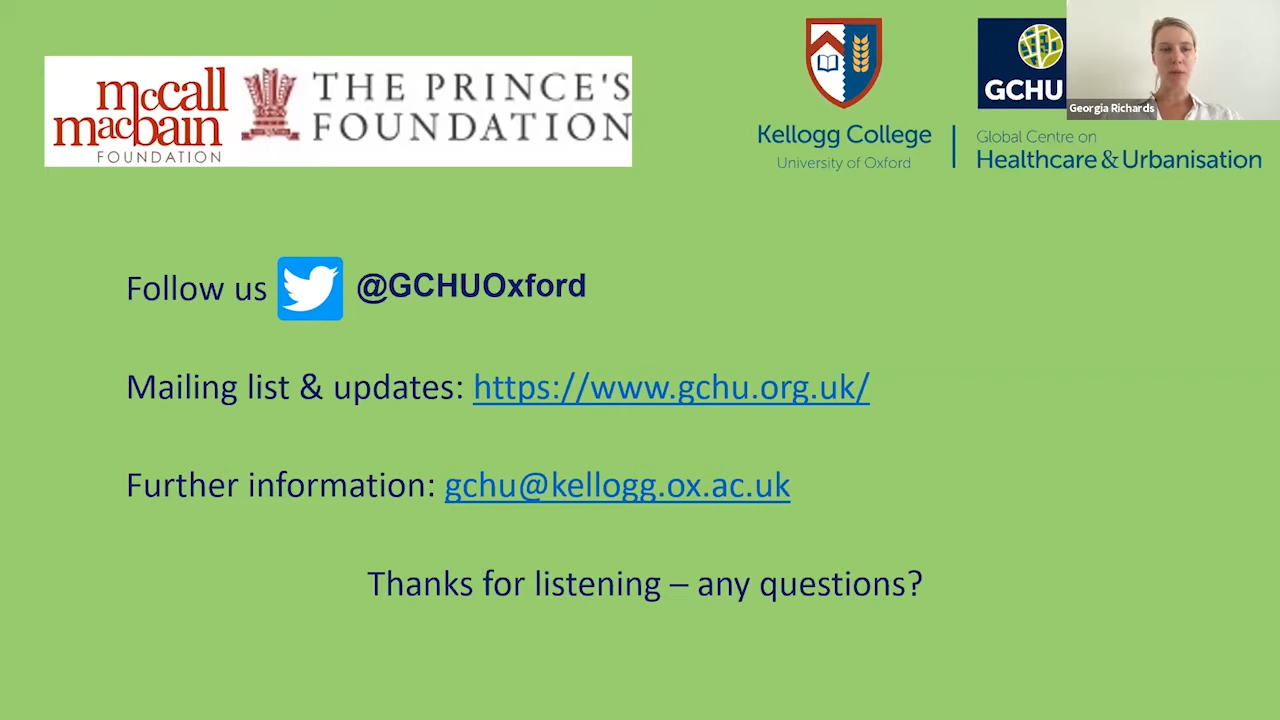 mccall
macbain
FOUNDATION
THE PRINCE'S
FOUNDATION
Kellogg College
University of Oxford
GCHU
Global Centre on
Healthcare & Urbanisation
Georgia Richards
Follow us @GCHUOxford
Mailing list & updates: https://www.gchu.org.uk/
Further information: gchu@kellogg.ox.ac.uk
Thanks for listening – any questions?